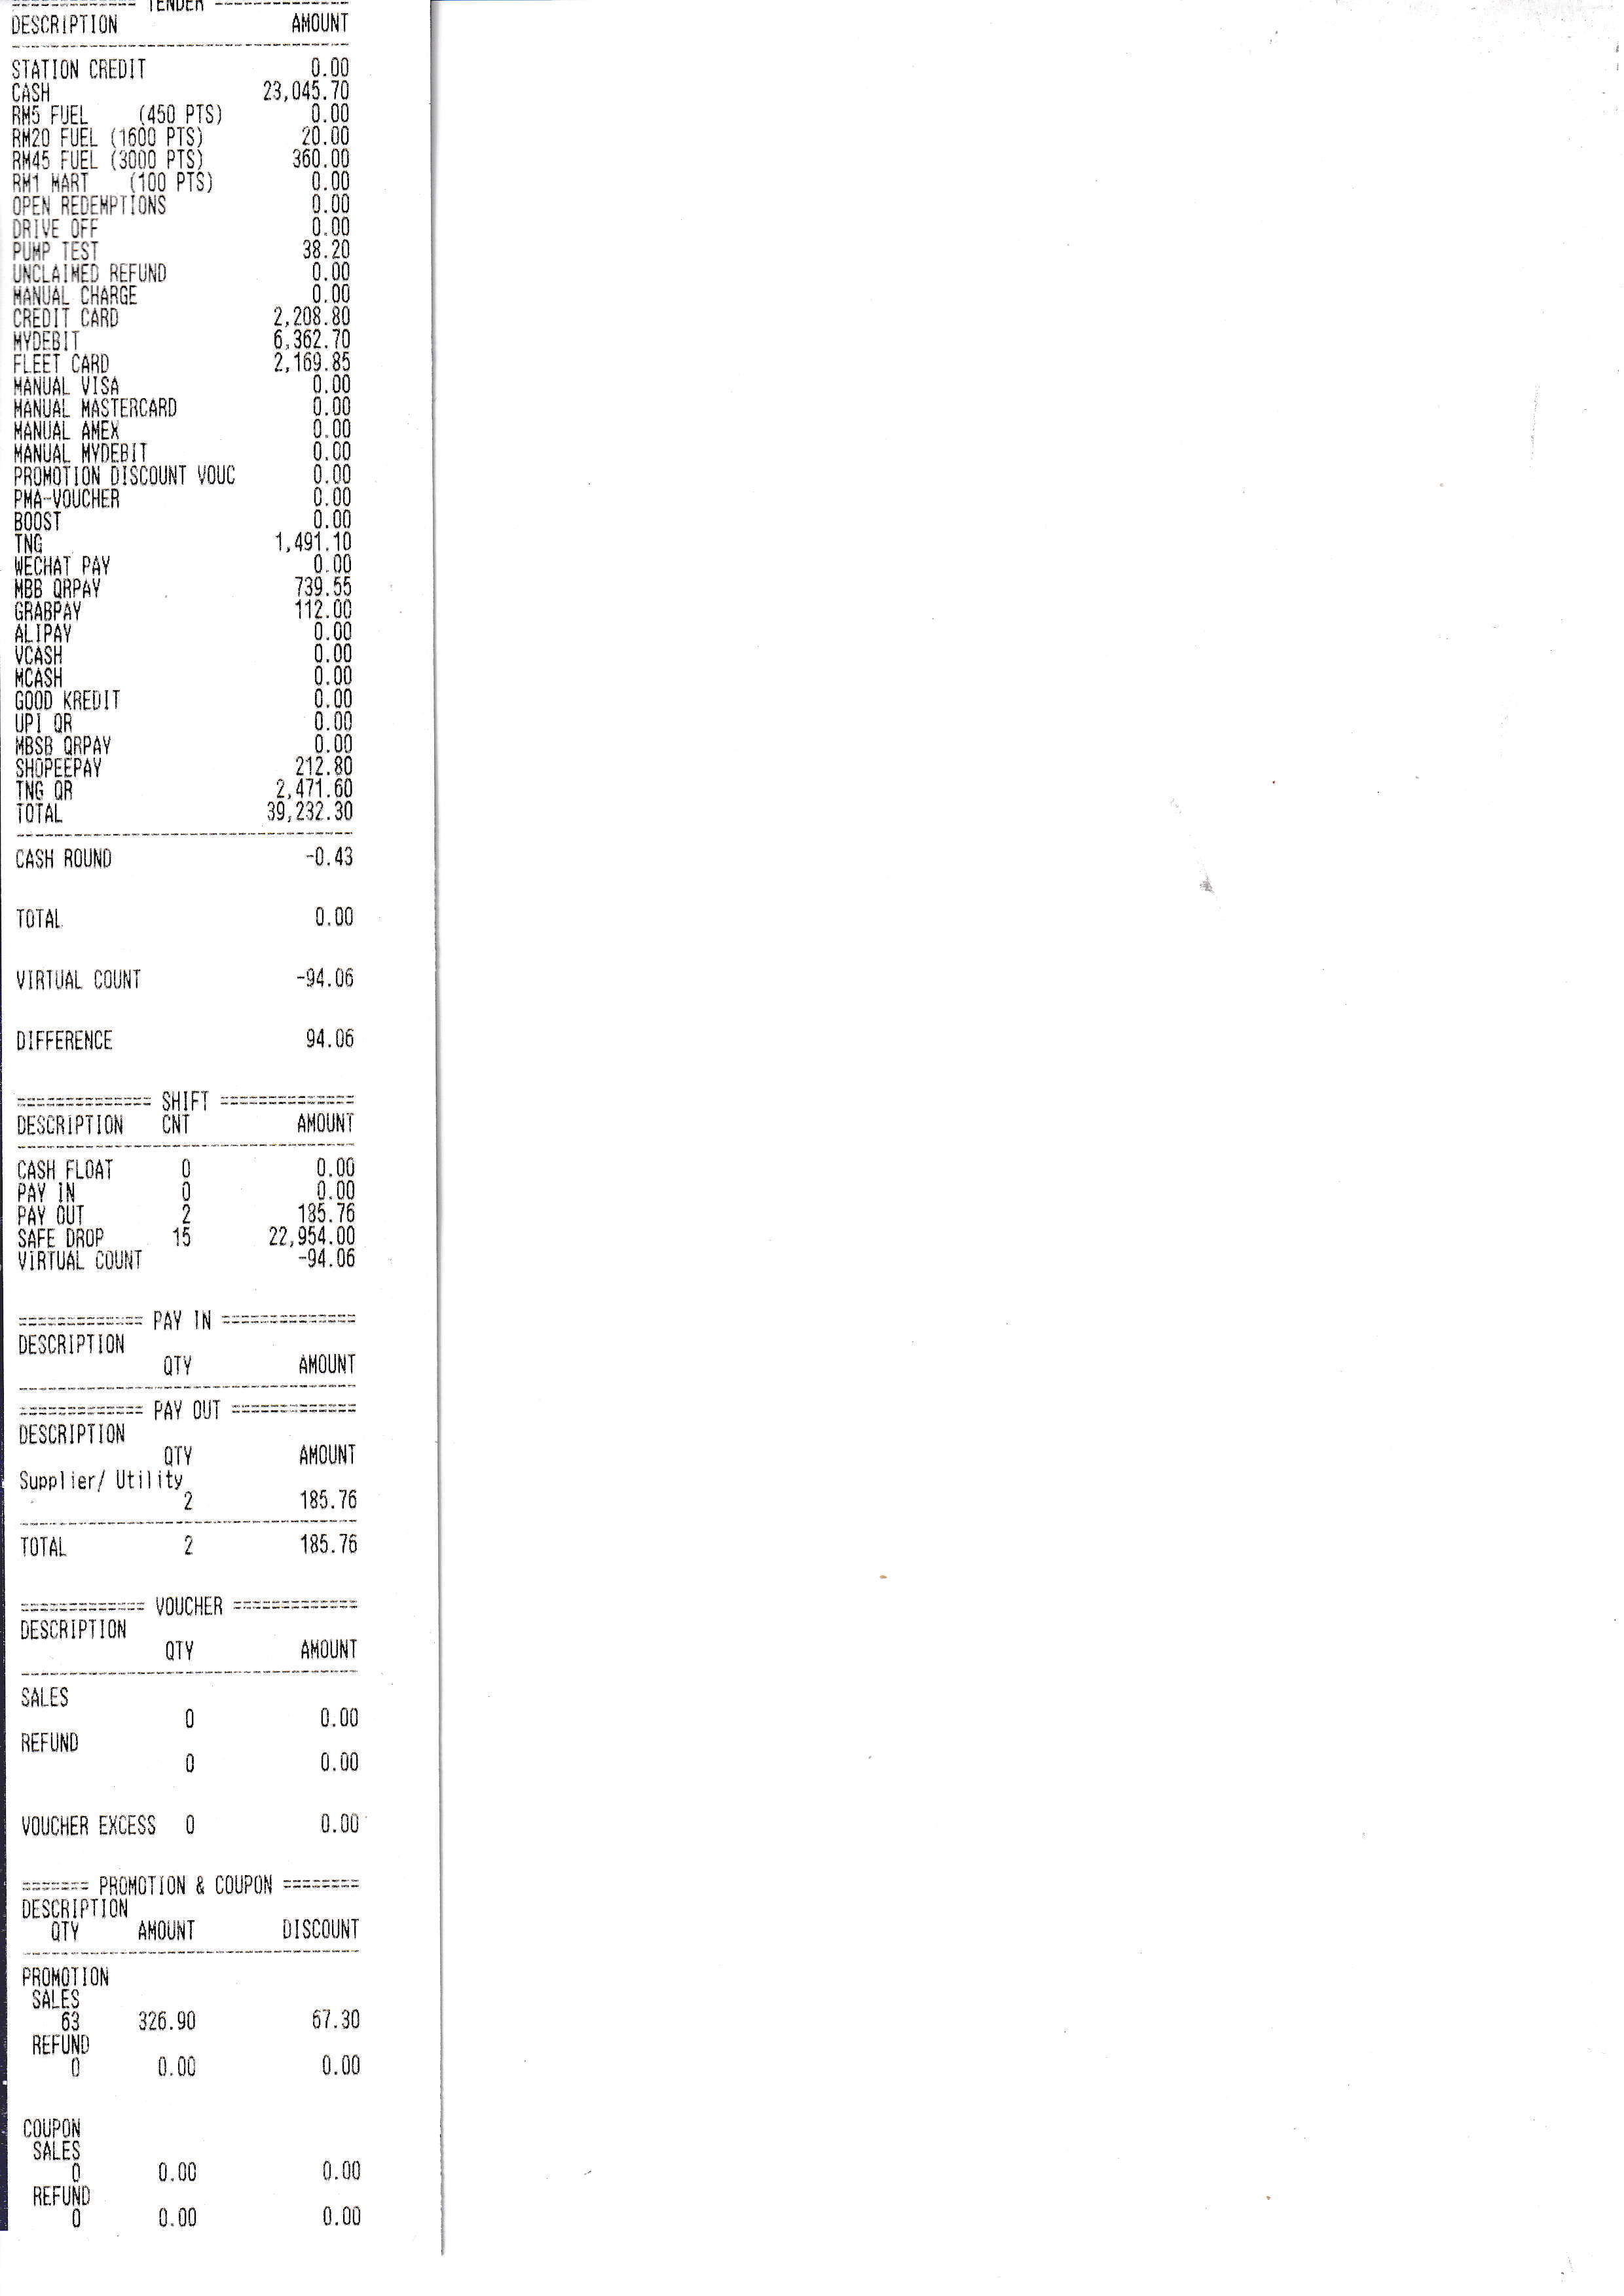 ============= TENDER ==============
DESCRIPTION AMOUNT
-----------------------------------
STATION CREDIT 0.00
CASH 23,045.70
RM5 FUEL (450 PTS) 0.00
RM20 FUEL (1600 PTS) 20.00
RM45 FUEL (3000 PTS) 360.00
RM1 MART (100 PTS) 0.00
OPEN REDEMPTIONS 0.00
DRIVE OFF 0.00
PUMP TEST 38.20
UNCLAIMED REFUND 0.00
MANUAL CHARGE 0.00
CREDIT CARD 2,208.80
MYDEBIT 6,362.70
FLEET CARD 2,169.85
MANUAL VISA 0.00
MANUAL MASTERCARD 0.00
MANUAL AMEX 0.00
MANUAL MYDEBIT 0.00
PROMOTION DISCOUNT VOUC 0.00
PMA-VOUCHER 0.00
BOOST 0.00
TNG 1,491.10
WECHAT PAY 0.00
MBB QRPAY 739.55
GRABPAY 112.00
ALIPAY 0.00
VCASH 0.00
MCASH 0.00
GOOD KREDIT 0.00
UPI QR 0.00
MBSB QRPAY 0.00
SHOPEEPAY 212.80
TNG QR 2,471.60
TOTAL 39,232.30
-----------------------------------
CASH ROUND -0.43
TOTAL 0.00
VIRTUAL COUNT -94.06
DIFFERENCE 94.06
============== SHIFT ==============
DESCRIPTION CNT AMOUNT
-----------------------------------
CASH FLOAT 0 0.00
PAY IN 0 0.00
PAY OUT 2 185.76
SAFE DROP 15 22,954.00
VIRTUAL COUNT -94.06
============= PAY IN ==============
DESCRIPTION
QTY AMOUNT
-----------------------------------
============= PAY OUT =============
DESCRIPTION
QTY AMOUNT
Supplier/ Utility
2 185.76
-----------------------------------
TOTAL 2 185.76
============= VOUCHER =============
DESCRIPTION
QTY AMOUNT
-----------------------------------
SALES
0 0.00
REFUND
0 0.00
VOUCHER EXCESS 0 0.00
======= PROMOTION & COUPON ========
DESCRIPTION
QTY AMOUNT DISCOUNT
-----------------------------------
PROMOTION
SALES
63 326.90 67.30
REFUND
0 0.00 0.00
COUPON
SALES
0 0.00 0.00
REFUND
0 0.00 0.00